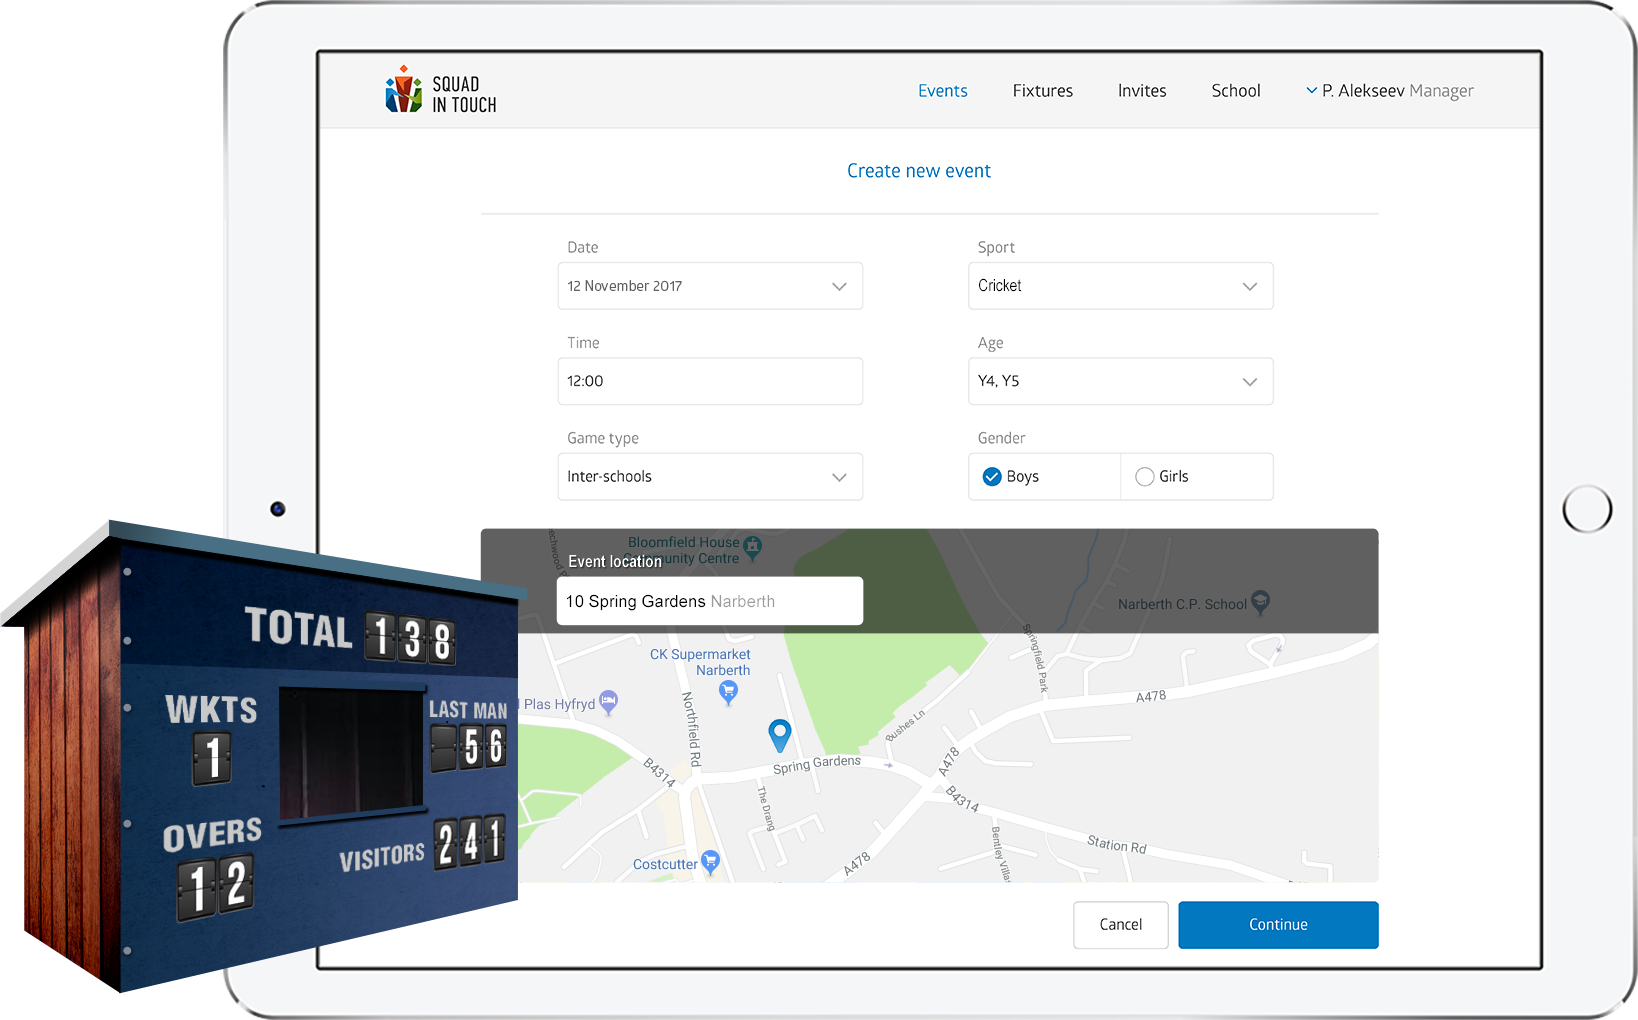 SQUAD
IN TOUCH
Events
Fixtures
Invites
School
P. Alekseev Manager
Create new event
Date
12 November 2017
Sport
Cricket
Time
12:00
Age
Y4, Y5
Game type
Inter-schools
Gender
Boys
Girls
Event location
10 Spring Gardens Narberth
Bloomfield House
Community Centre
Narberth C.P. School
CK Supermarket
Narberth
Plas Hyfryd
Northfield Rd
Springfield Park
A478
Bushes Ln
Spring Gardens
A478
B4314
B4314
The Drang
Station Rd
Costcutter
A478
Cancel
Continue
TOTAL 138
WKTS
1
LAST MAN
56
OVERS
12
VISITORS 241